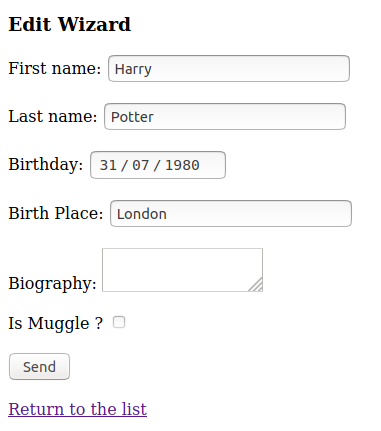 Edit Wizard
First name: Harry
Last name: Potter
Birthday: 31 / 07 / 1980
Birth Place: London
Biography:
Is Muggle ?
Send
Return to the list